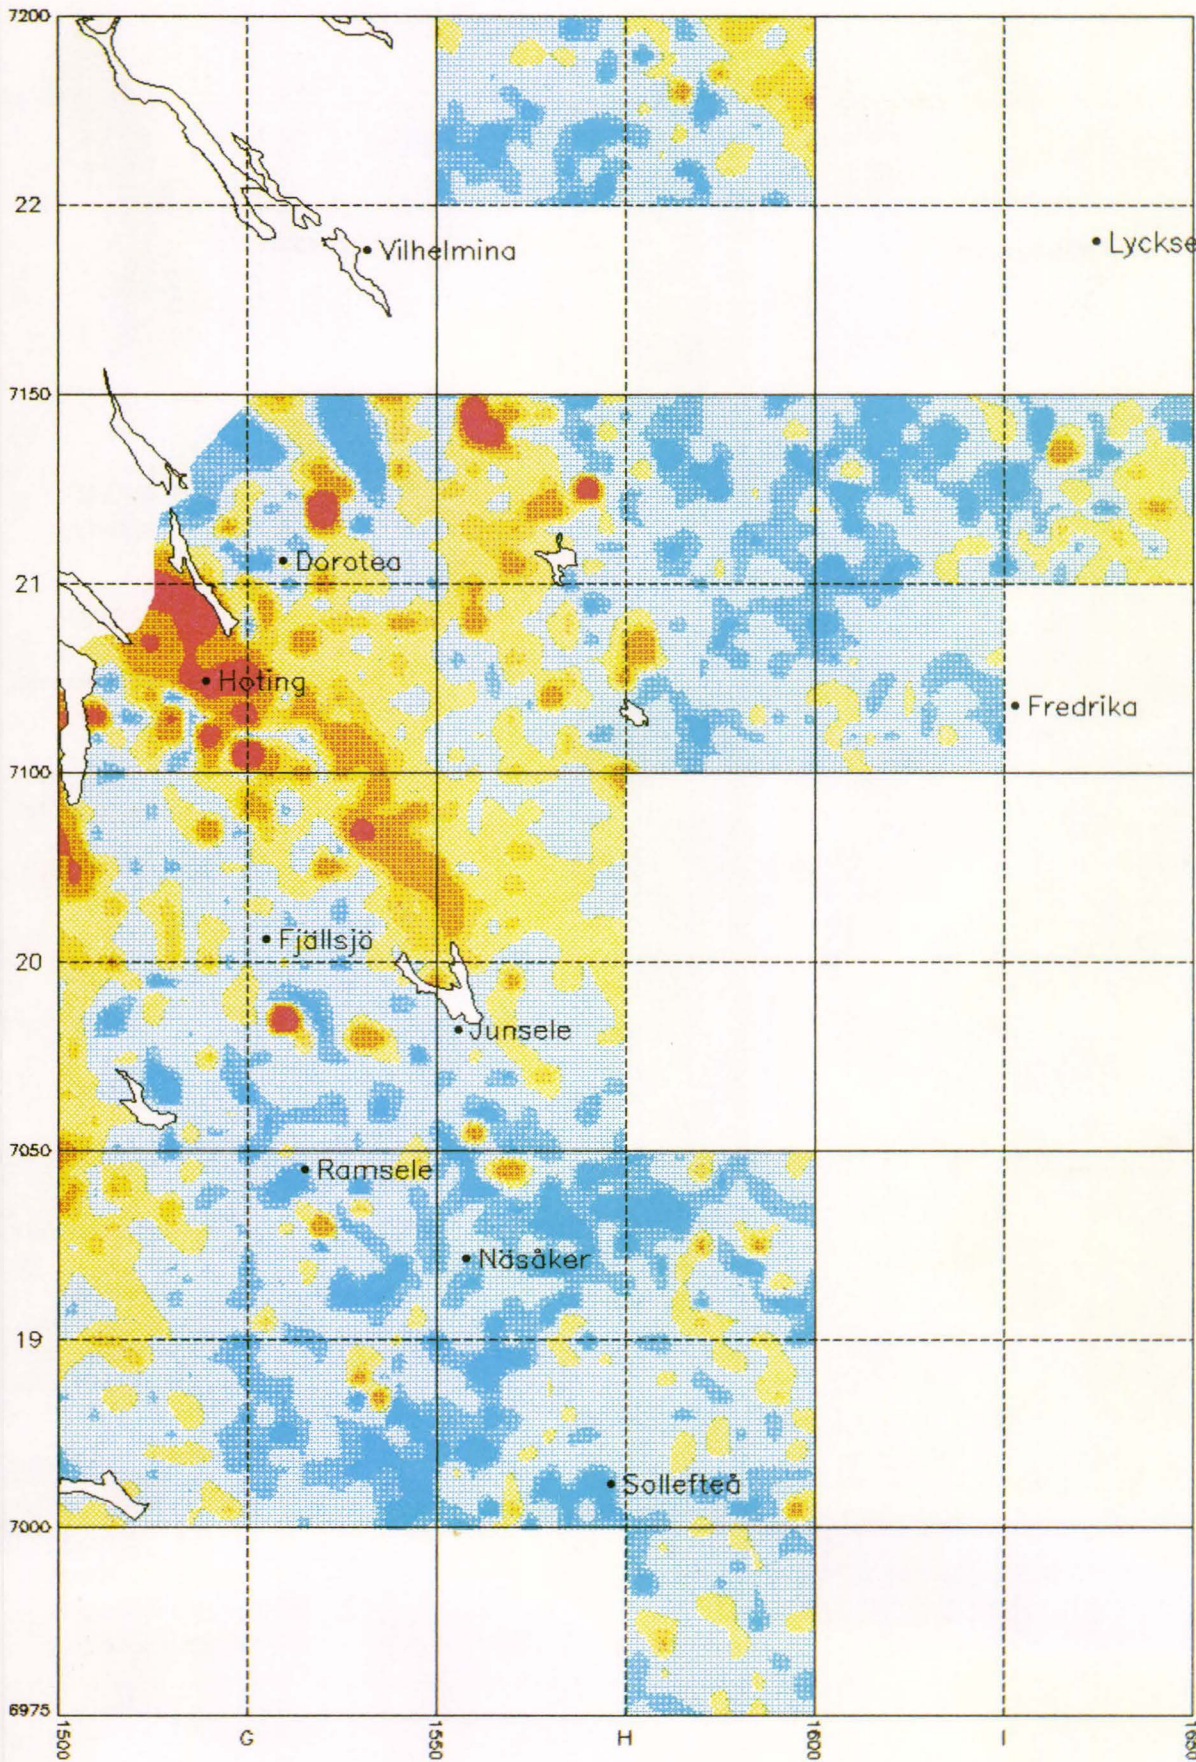 7200
22
Vilhelmina
Lyckse
7150
Dorotea
21
Hoting
Fredrika
7100
Fjällsjö
20
Junsele
7050
Ramsele
Näsåker
19
Sollefteå
7000
6975
1500
G
1550
H
1600
I